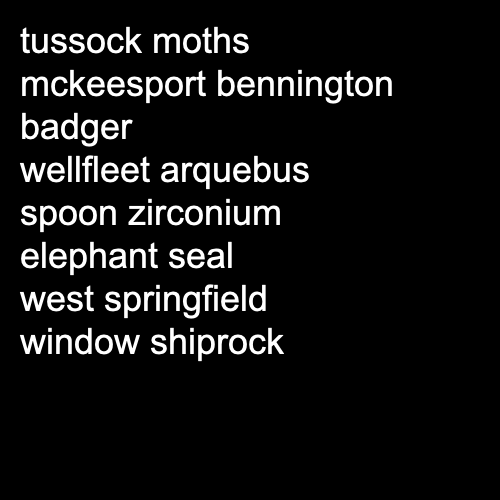 tussock moths
mckeesport bennington
badger
wellfleet arquebus
spoon zirconium
elephant seal
west springfield
window shiprock